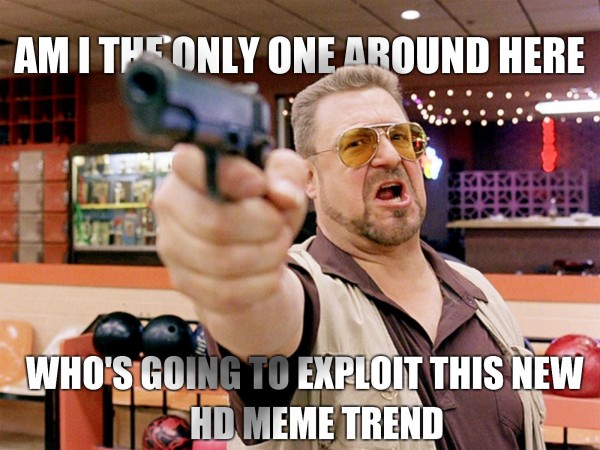 AM I THE ONLY ONE AROUND HERE
WHO'S GOING TO EXPLOIT THIS NEW
HD MEME TREND